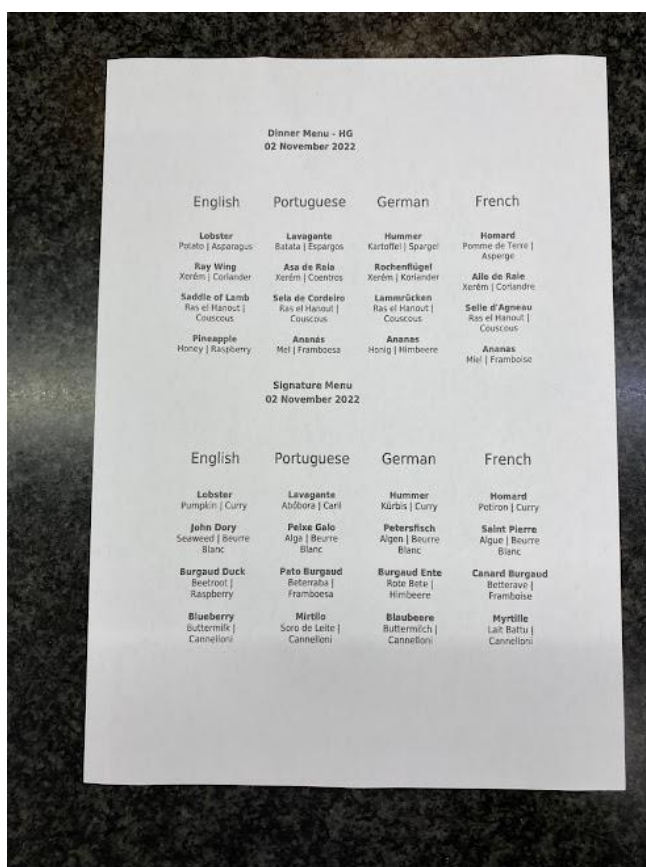 Dinner Menu - HG
02 November 2022
English
Lobster
Potato | Asparagus
Ray Wing
Xerém | Coriander
Saddle of Lamb
Ras el Hanout |
Couscous
Pineapple
Honey | Raspberry
Portuguese
Lavagante
Batata | Espargos
Asa de Raia
Xerém | Coentros
Sela de Cordeiro
Ras el Hanout |
Couscous
Ananás
Mel | Framboesa
German
Hummer
Kartoffel | Spargel
Rochenflügel
Xerém | Koriander
Lammrücken
Ras el Hanout |
Couscous
Ananas
Honig | Himbeere
French
Homard
Pomme de Terre |
Asperge
Aile de Raie
Xerém | Coriandre
Selle d'Agneau
Ras el Hanout |
Couscous
Ananas
Miel | Framboise
Signature Menu
02 November 2022
English
Lobster
Pumpkin | Curry
John Dory
Seaweed | Beurre
Blanc
Burgaud Duck
Beetroot |
Raspberry
Blueberry
Buttermilk |
Cannelloni
Portuguese
Lavagante
Abóbora | Caril
Peixe Galo
Alga | Beurre
Blanc
Pato Burgaud
Beterraba |
Framboesa
Mirtilo
Soro de Leite |
Cannelloni
German
Hummer
Kürbis | Curry
Petersfisch
Algen | Beurre
Blanc
Burgaud Ente
Rote Bete |
Himbeere
Blaubeere
Buttermilch |
Cannelloni
French
Homard
Potiron | Curry
Saint Pierre
Algue | Beurre
Blanc
Canard Burgaud
Betterave |
Framboise
Myrtille
Lait Battu |
Cannelloni